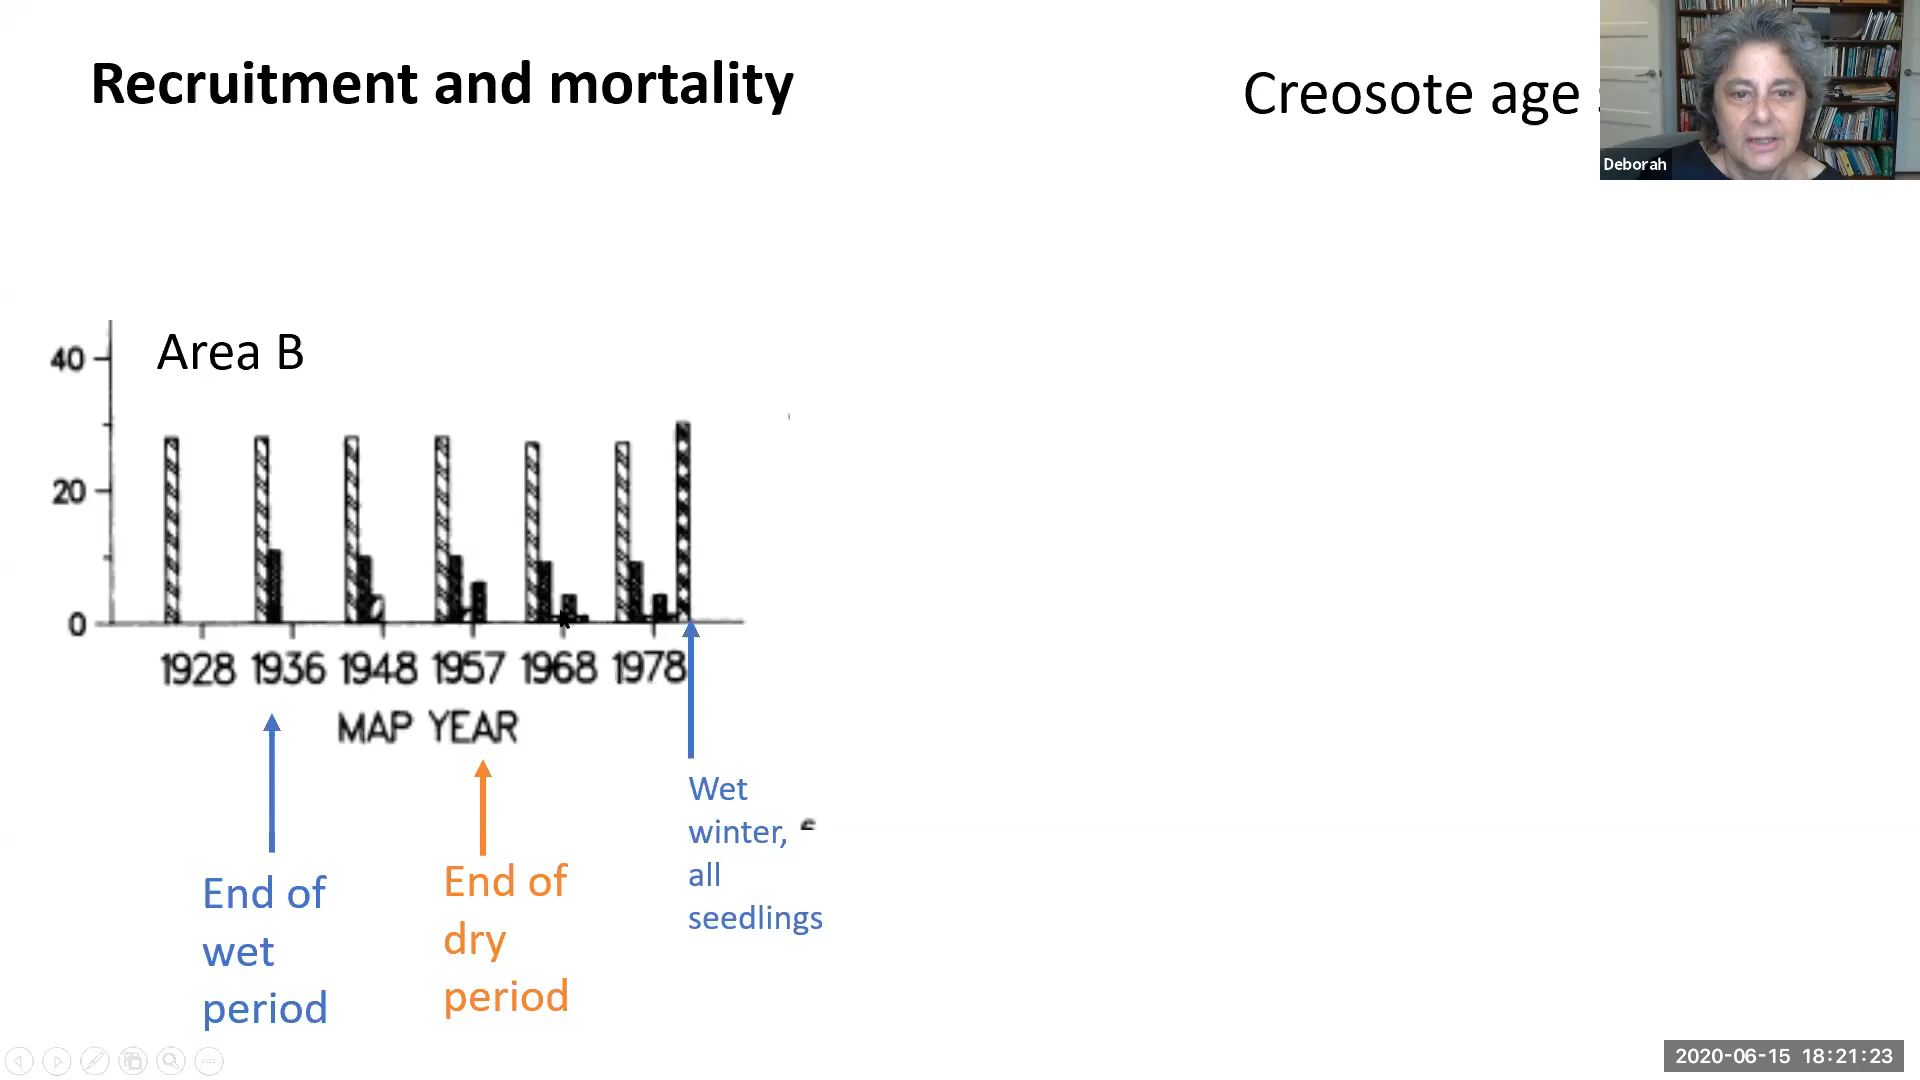 Recruitment and mortality
Creosote age
Deborah
Area B
40
20
0
1928 1936 1948 1957 1968 1978
MAP YEAR
End of
wet
period
End of
dry
period
Wet
winter,
all
seedlings
2020-06-15 18:21:23